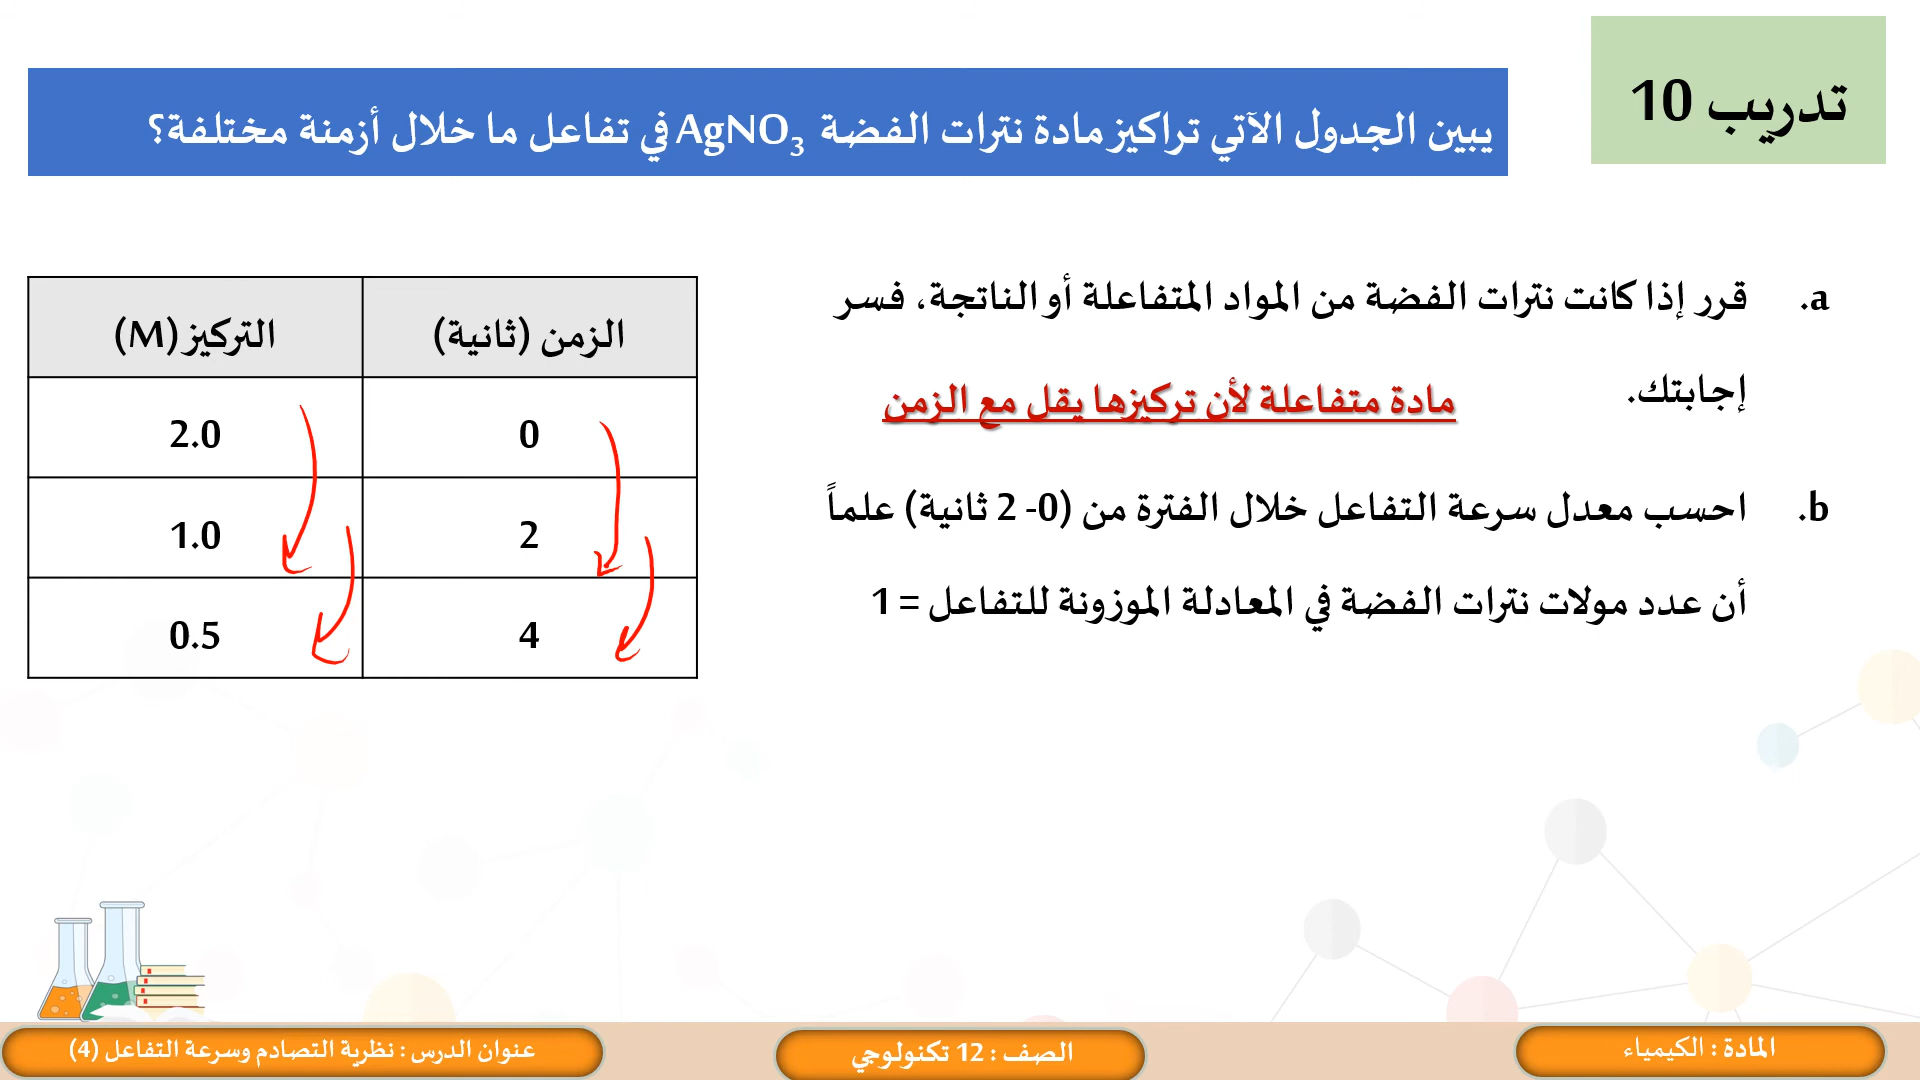 تدريب 10
يبين الجدول الآتي تراكيز مادة نترات الفضة AgNO₃ في تفاعل ما خلال أزمنة مختلفة؟
a. قرر إذا كانت نترات الفضة من المواد المتفاعلة أو الناتجة، فسر
إجابتك. مادة متفاعلة لأن تركيزها يقل مع الزمن
b. احسب معدل سرعة التفاعل خلال الفترة من (0- 2 ثانية) علماً
أن عدد مولات نترات الفضة في المعادلة الموزونة للتفاعل = 1
الزمن (ثانية) التركيز (M)
0 2.0
2 1.0
4 0.5
المادة : الكيمياء
الصف : 12 تكنولوجي
عنوان الدرس : نظرية التصادم وسرعة التفاعل (4)